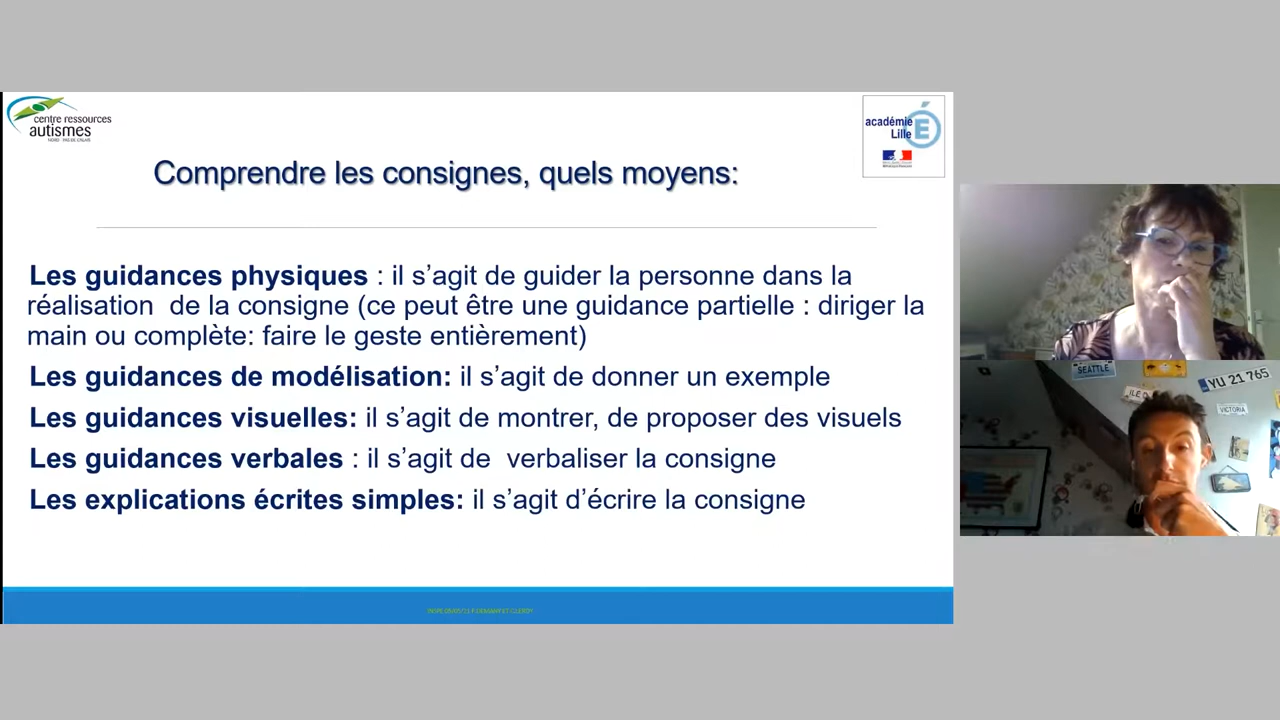 centre ressources
autismes
NORD - PAS DE CALAIS
académie
Lille
Comprendre les consignes, quels moyens:
Les guidances physiques : il s’agit de guider la personne dans la
réalisation de la consigne (ce peut être une guidance partielle : diriger la
main ou complète: faire le geste entièrement)
Les guidances de modélisation: il s’agit de donner un exemple
Les guidances visuelles: il s’agit de montrer, de proposer des visuels
Les guidances verbales : il s’agit de verbaliser la consigne
Les explications écrites simples: il s’agit d’écrire la consigne
SEATTLE
YU 21 765
VICTORIA